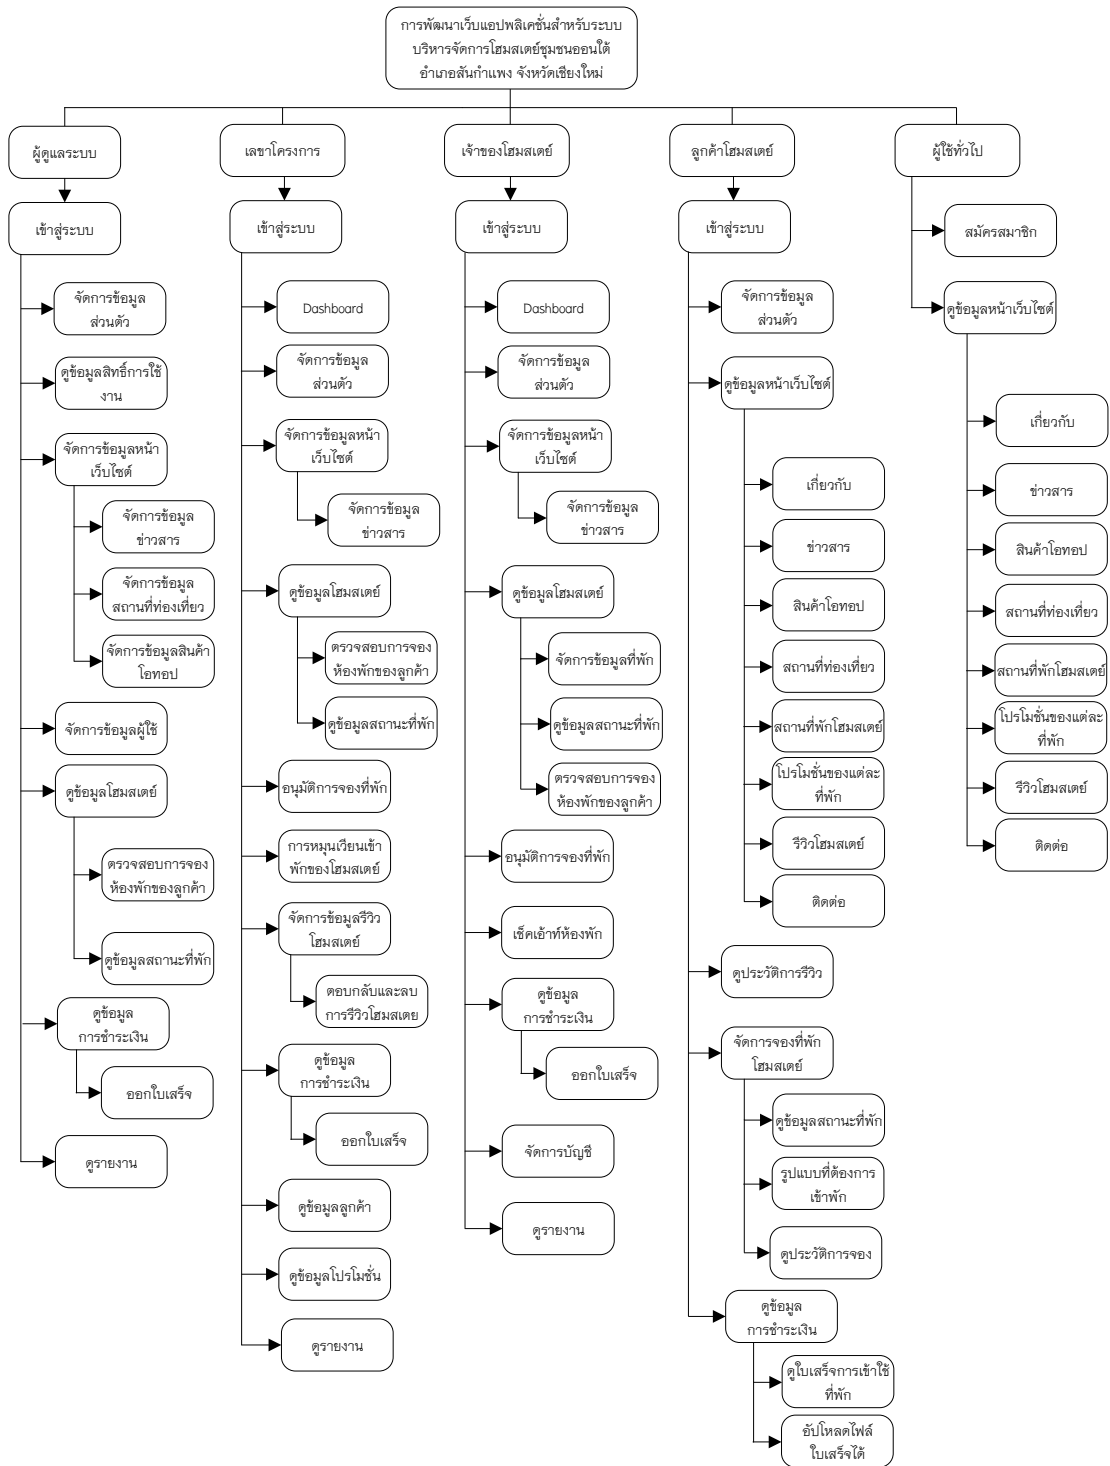 การพัฒนาเว็บแอปพลิเคชั่นสำหรับระบบ
บริหารจัดการโฮมสเตย์ชุมชนออนใต้
อำเภอสันกำแพง จังหวัดเชียงใหม่
ผู้ดูแลระบบ
เข้าสู่ระบบ
จัดการข้อมูล
ส่วนตัว
ดูข้อมูลสิทธิ์การใช้
งาน
จัดการข้อมูลหน้า
เว็บไซต์
จัดการข้อมูล
ข่าวสาร
จัดการข้อมูล
สถานที่ท่องเที่ยว
จัดการข้อมูลสินค้า
โอทอป
จัดการข้อมูลผู้ใช้
ดูข้อมูลโฮมสเตย์
ตรวจสอบการจอง
ห้องพักของลูกค้า
ดูข้อมูลสถานะที่พัก
ดูข้อมูล
การชำระเงิน
ออกใบเสร็จ
ดูรายงาน
เลขาโครงการ
เข้าสู่ระบบ
Dashboard
จัดการข้อมูล
ส่วนตัว
จัดการข้อมูลหน้า
เว็บไซต์
จัดการข้อมูล
ข่าวสาร
ดูข้อมูลโฮมสเตย์
ตรวจสอบการจอง
ห้องพักของลูกค้า
ดูข้อมูลสถานะที่พัก
อนุมัติการจองที่พัก
การหมุนเวียนเข้า
พักของโฮมสเตย์
จัดการข้อมูลรีวิว
โฮมสเตย์
ตอบกลับและลบ
การรีวิวโฮมสเตย
ดูข้อมูล
การชำระเงิน
ออกใบเสร็จ
ดูข้อมูลลูกค้า
ดูข้อมูลโปรโมชั่น
ดูรายงาน
เจ้าของโฮมสเตย์
เข้าสู่ระบบ
Dashboard
จัดการข้อมูล
ส่วนตัว
จัดการข้อมูลหน้า
เว็บไซต์
จัดการข้อมูล
ข่าวสาร
ดูข้อมูลโฮมสเตย์
จัดการข้อมูลที่พัก
ดูข้อมูลสถานะที่พัก
ตรวจสอบการจอง
ห้องพักของลูกค้า
อนุมัติการจองที่พัก
เช็คเอ้าท์ห้องพัก
ดูข้อมูล
การชำระเงิน
ออกใบเสร็จ
จัดการบัญชี
ดูรายงาน
ลูกค้าโฮมสเตย์
เข้าสู่ระบบ
จัดการข้อมูล
ส่วนตัว
ดูข้อมูลหน้าเว็บไซต์
เกี่ยวกับ
ข่าวสาร
สินค้าโอทอป
สถานที่ท่องเที่ยว
สถานที่พักโฮมสเตย์
โปรโมชั่นของแต่ละ
ที่พัก
รีวิวโฮมสเตย์
ติดต่อ
ดูประวัติการรีวิว
จัดการจองที่พัก
โฮมสเตย์
ดูข้อมูลสถานะที่พัก
รูปแบบที่ต้องการ
เข้าพัก
ดูประวัติการจอง
ดูข้อมูล
การชำระเงิน
ดูใบเสร็จการเข้าใช้
ที่พัก
อัปโหลดไฟล์
ใบเสร็จได้
ผู้ใช้ทั่วไป
สมัครสมาชิก
ดูข้อมูลหน้าเว็บไซต์
เกี่ยวกับ
ข่าวสาร
สินค้าโอทอป
สถานที่ท่องเที่ยว
สถานที่พักโฮมสเตย์
โปรโมชั่นของแต่ละ
ที่พัก
รีวิวโฮมสเตย์
ติดต่อ